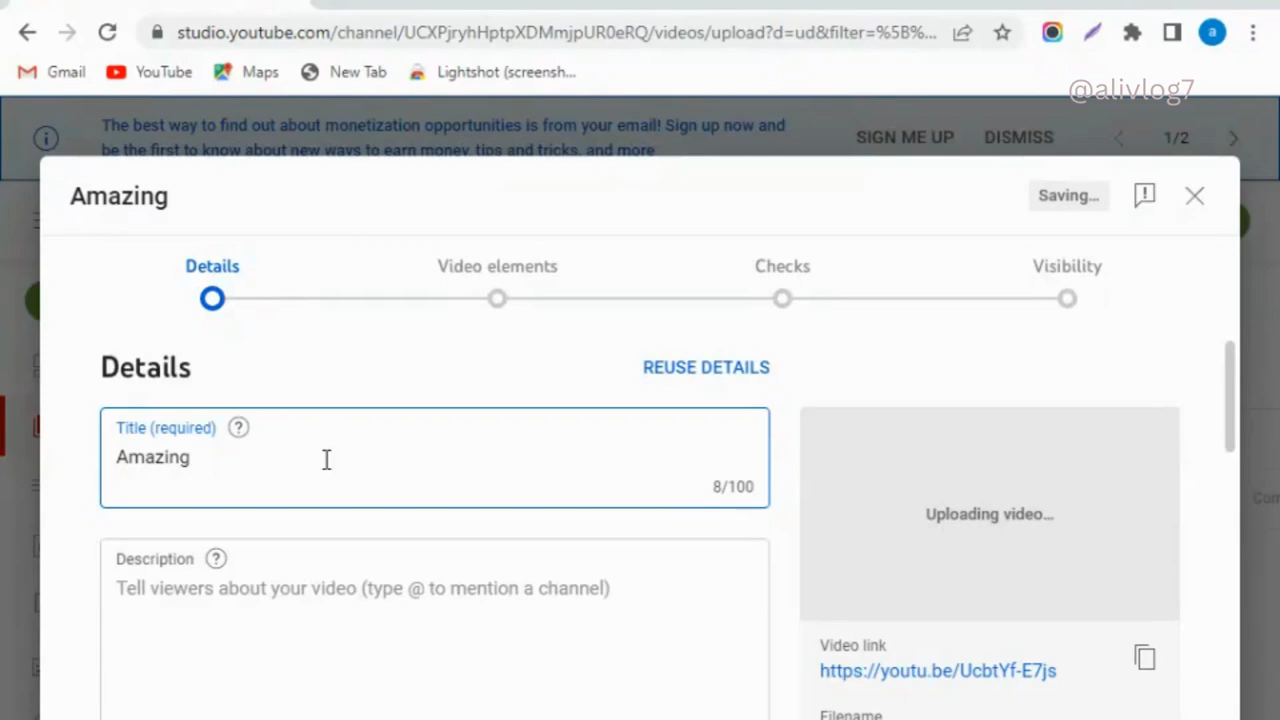 studio.youtube.com/channel/UCXPjryhHptpXDMmjpUR0eRQ/videos/upload?d=ud&filter=%5B%...
a
Gmail YouTube Maps New Tab Lightshot (screensh...
@alivlog7
The best way to find out about monetization opportunities is from your email! Sign up now and
be the first to know about new ways to earn money, tips and tricks, and more
SIGN ME UP DISMISS 1/2
Amazing
Saving...
Details Video elements Checks Visibility
Details
REUSE DETAILS
Title (required)
Amazing
8/100
Uploading video...
Description
Tell viewers about your video (type @ to mention a channel)
Video link
https://youtu.be/UcbtYf-E7js
Filename